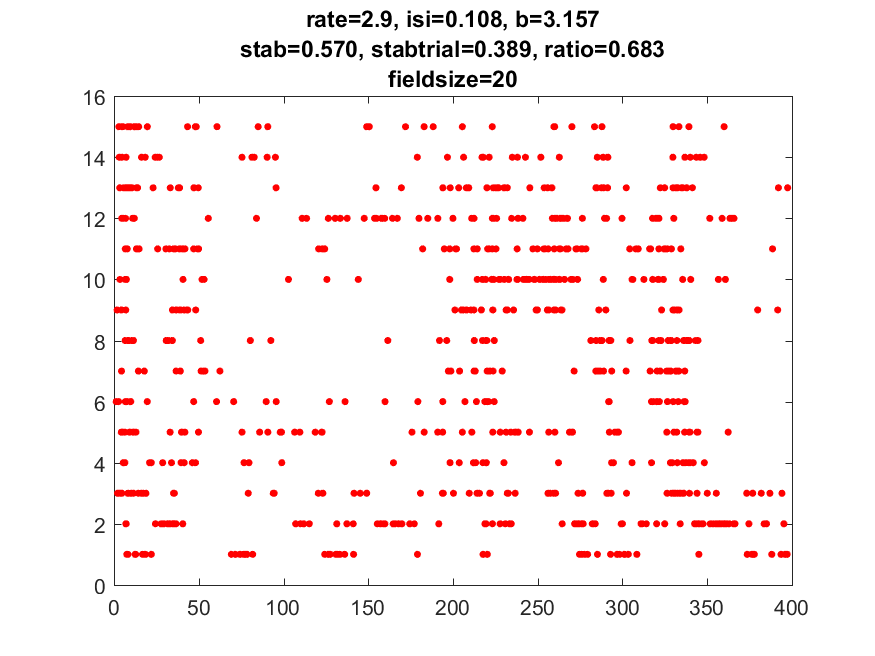 rate=2.9, isi=0.108, b=3.157
stab=0.570, stabtrial=0.389, ratio=0.683
fieldsize=20
16
14
12
10
8
6
4
2
0
0 50 100 150 200 250 300 350 400